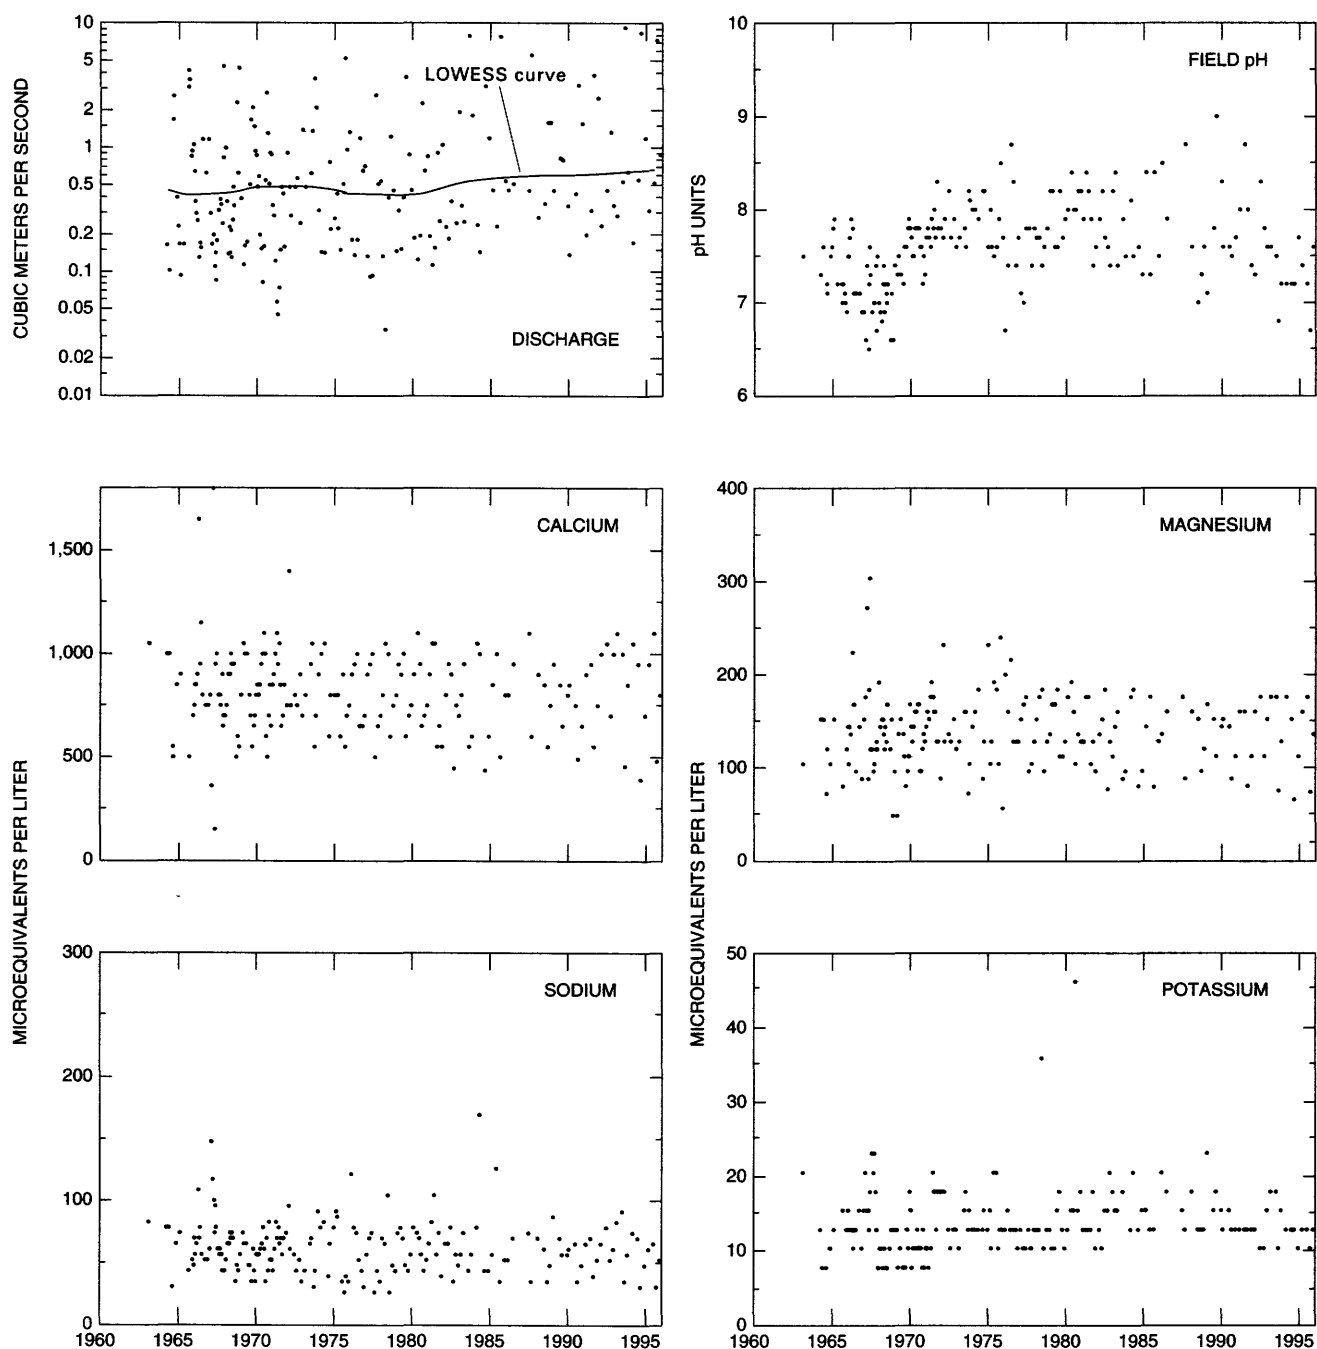 CUBIC METERS PER SECOND
10
5
2
1
0.5
0.2
0.1
0.05
0.02
0.01
LOWESS curve
DISCHARGE
pH UNITS
10
9
8
7
6
FIELD pH
MICROEQUIVALENTS PER LITER
1,500
1,000
500
0
CALCIUM
MICROEQUIVALENTS PER LITER
400
300
200
100
0
MAGNESIUM
300
200
100
0
SODIUM
1960 1965 1970 1975 1980 1985 1990 1995
50
40
30
20
10
0
POTASSIUM
1960 1965 1970 1975 1980 1985 1990 1995